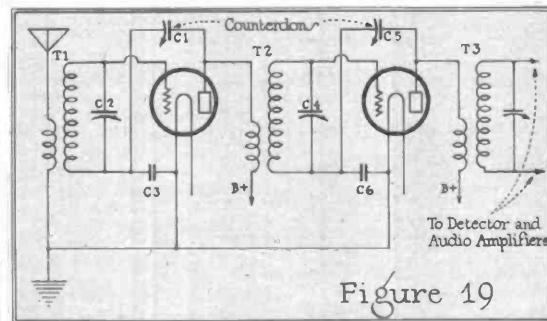 Counterdon
C1
C5
T1
T2
T3
C2
C4
C3
B+
C6
B+
To Detector and
Audio Amplifiers
Figure 19